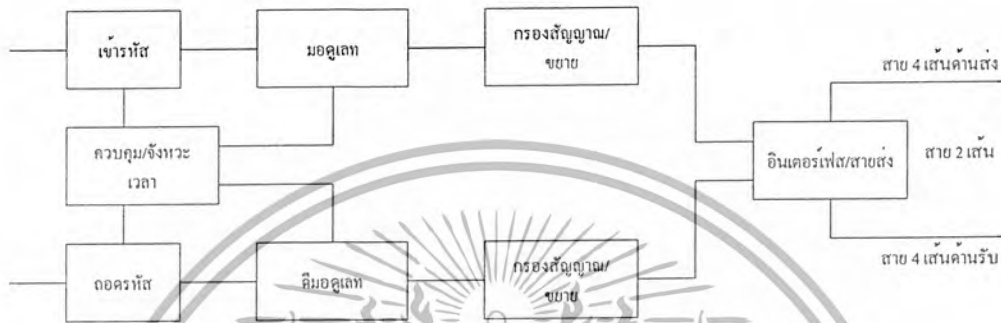 เข้ารหัส
มอดูเลท
กรองสัญญาณ/
ขยาย
สาย 4 เส้นด้านส่ง
ควบคุม/จังหวะ
เวลา
อินเตอร์เฟส/สายส่ง
สาย 2 เส้น
ถอดรหัส
ดีมอดูเลท
กรองสัญญาณ/
ขยาย
สาย 4 เส้นด้านรับ